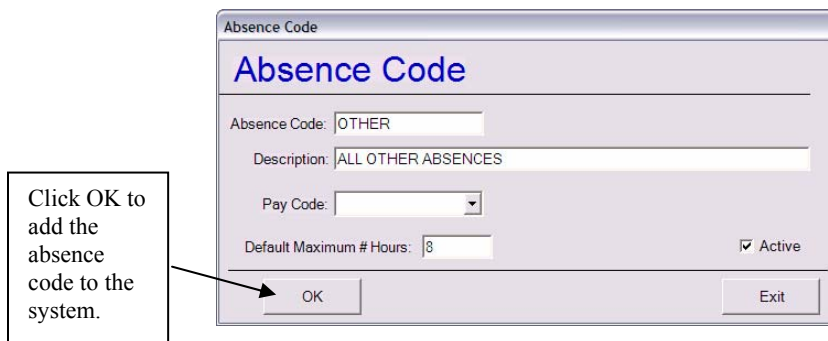 Absence Code
Absence Code
Absence Code: OTHER
Description: ALL OTHER ABSENCES
Pay Code:
Default Maximum # Hours: 8
Active
OK
Exit
Click OK to
add the
absence
code to the
system.